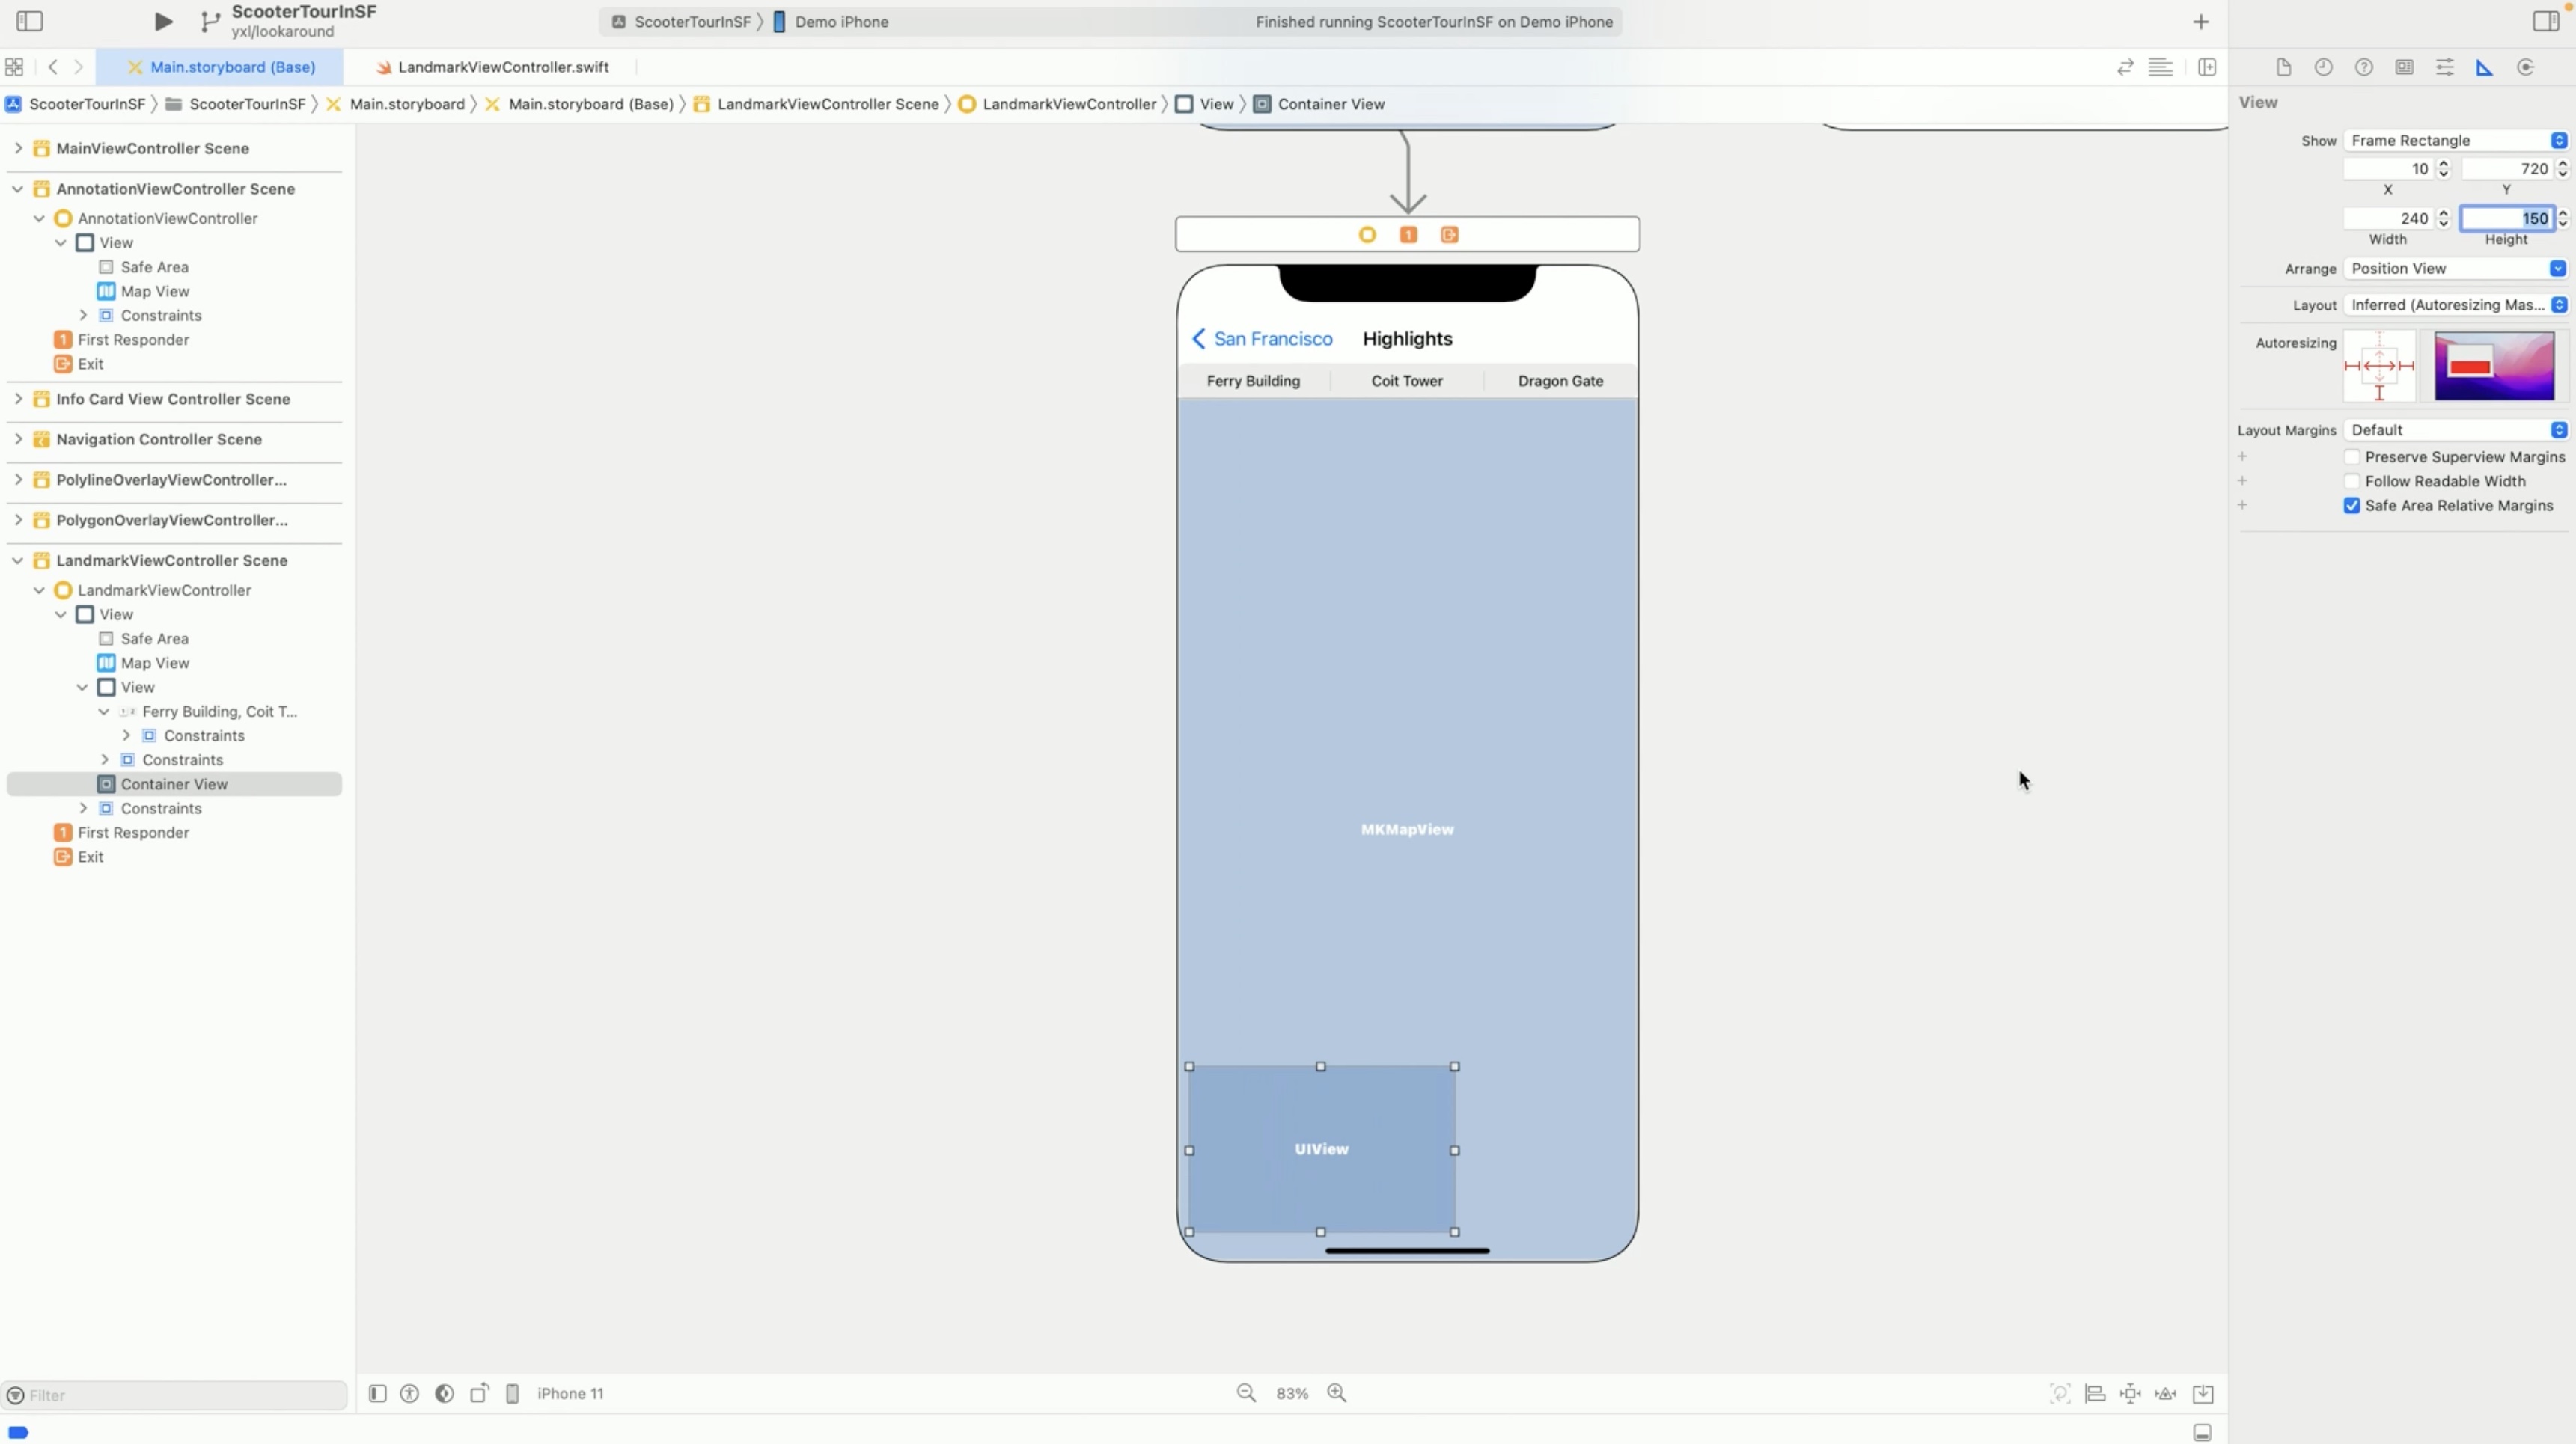 ScooterTourInSF
yxl/lookaround
ScooterTourInSF 〉 Demo iPhone
Finished running ScooterTourInSF on Demo iPhone
Main.storyboard (Base)
LandmarkViewController.swift
ScooterTourInSF 〉 ScooterTourInSF 〉 Main.storyboard 〉 Main.storyboard (Base) 〉 LandmarkViewController Scene 〉 LandmarkViewController 〉 View 〉 Container View
MainViewController Scene
AnnotationViewController Scene
AnnotationViewController
View
Safe Area
Map View
Constraints
First Responder
Exit
Info Card View Controller Scene
Navigation Controller Scene
PolylineOverlayViewController...
PolygonOverlayViewController...
LandmarkViewController Scene
LandmarkViewController
View
Safe Area
Map View
View
Ferry Building, Coit T...
Constraints
Constraints
Container View
Constraints
First Responder
Exit
Filter
1
San Francisco Highlights
Ferry Building Coit Tower Dragon Gate
MKMapView
UIView
iPhone 11
83%
View
Show Frame Rectangle
10 720
X Y
240 150
Width Height
Arrange Position View
Layout Inferred (Autoresizing Mas...
Autoresizing
Layout Margins Default
Preserve Superview Margins
Follow Readable Width
Safe Area Relative Margins